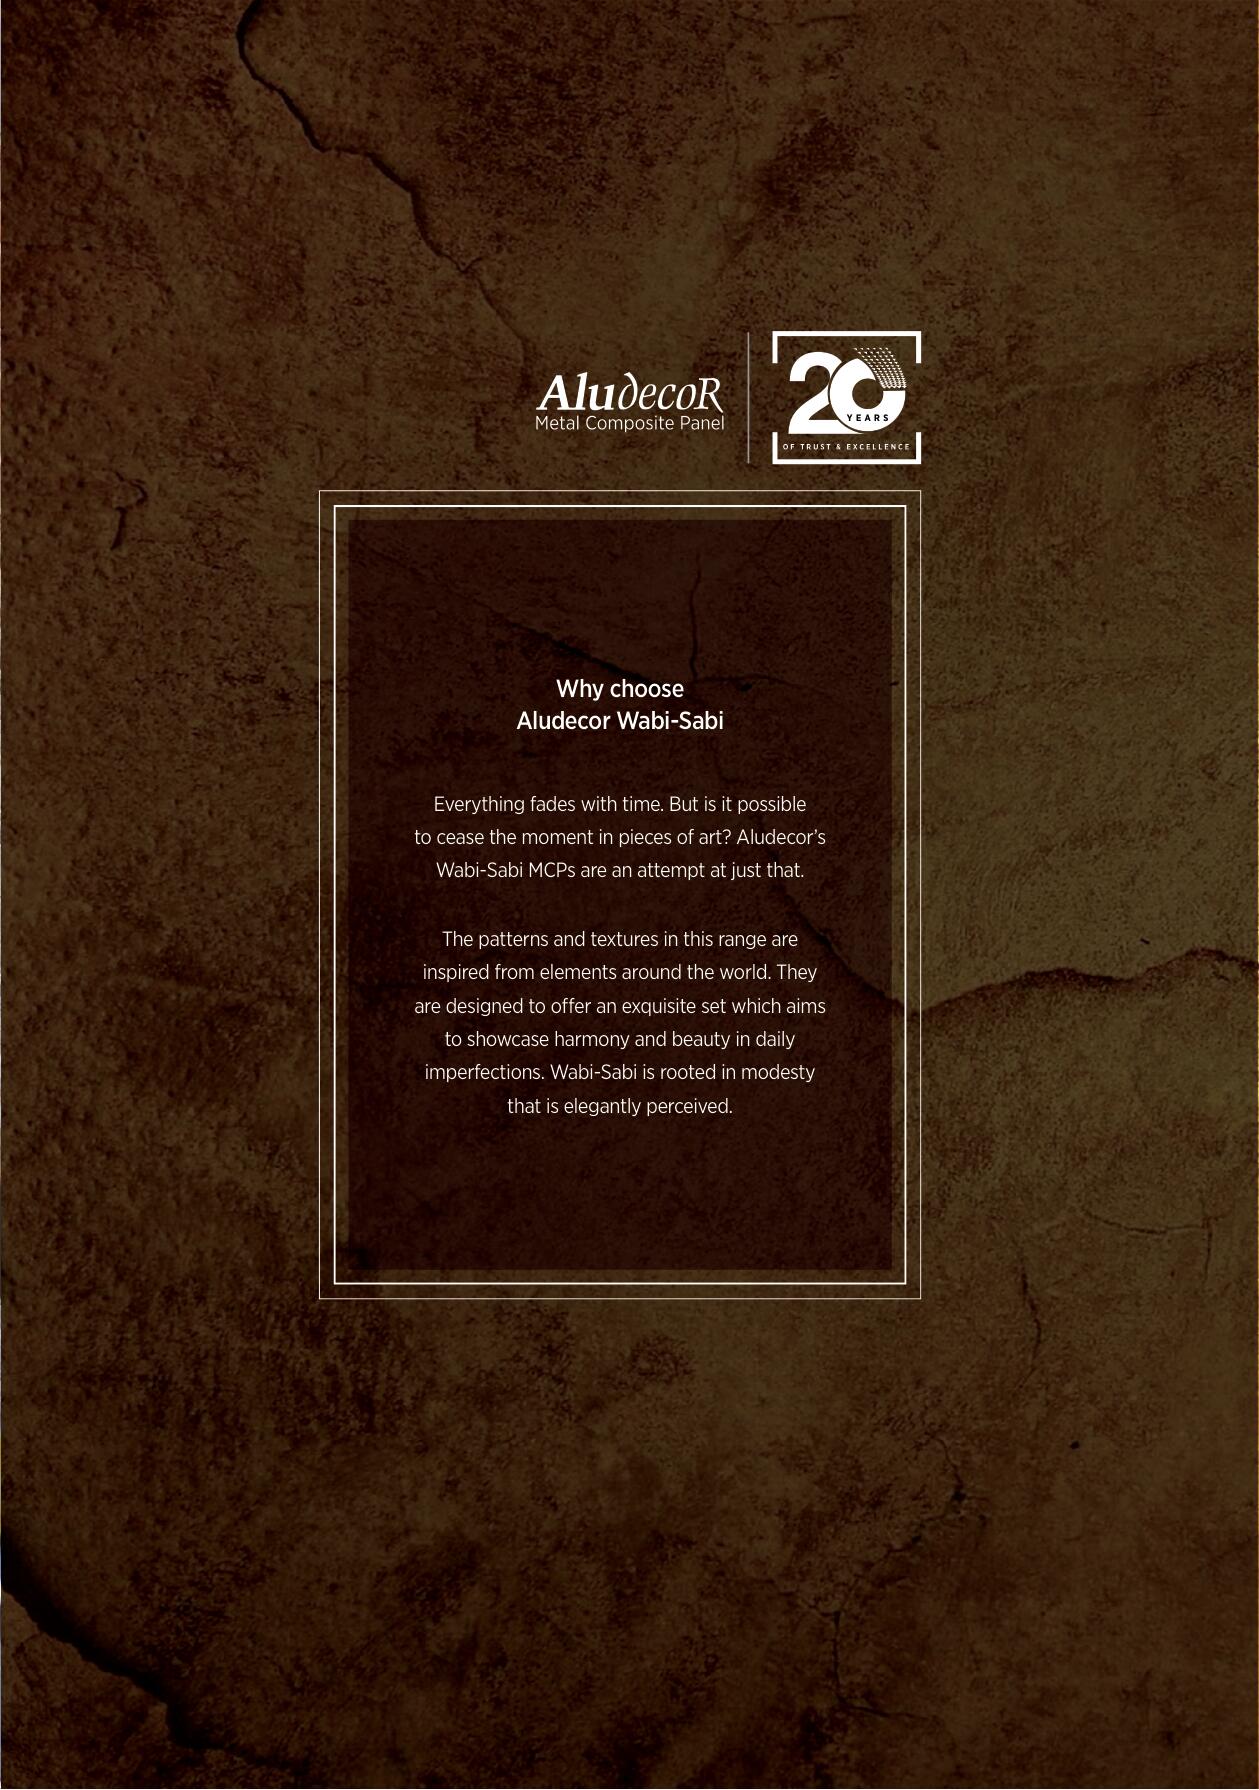 AludecoR
Metal Composite Panel
20
YEARS
OF TRUST & EXCELLENCE
Why choose
Aludecor Wabi-Sabi
Everything fades with time. But is it possible
to cease the moment in pieces of art? Aludecor’s
Wabi-Sabi MCPs are an attempt at just that.
The patterns and textures in this range are
inspired from elements around the world. They
are designed to offer an exquisite set which aims
to showcase harmony and beauty in daily
imperfections. Wabi-Sabi is rooted in modesty
that is elegantly perceived.